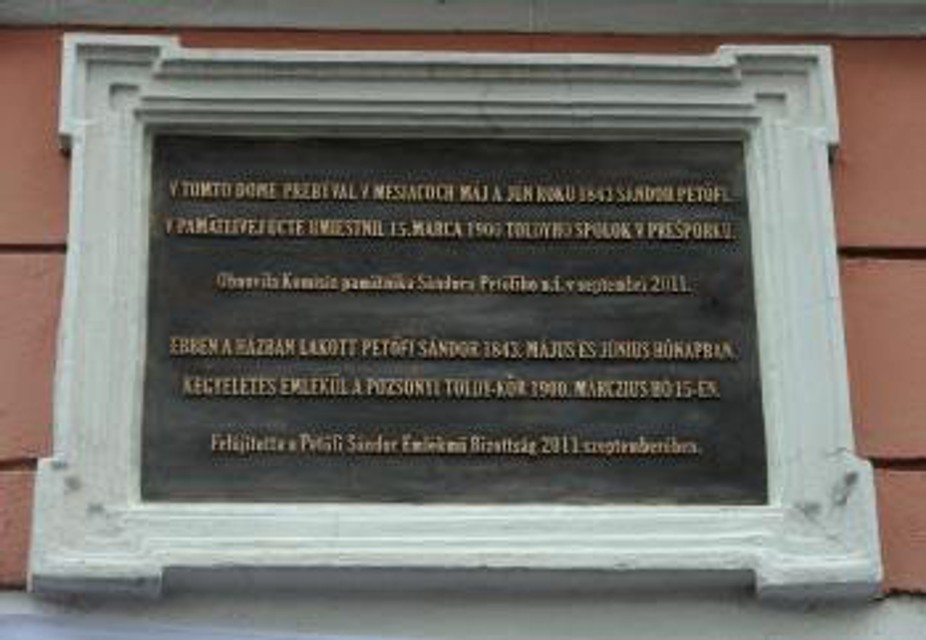 V TOMTO DOME PREBÝVAL V MESIACOCH MÁJ A JÚN ROKU 1843 SÁNDOR PETŐFI.
V PAMÄTLIVEJ ÚCTE UMIESTNIL 15. MARCA 1900 TOLDYHO SPOLOK V PREŠPORKU.
Obnovila Komisia pamätníka Sándora Petőfiho n.f. v septembri 2011.
EBBEN A HÁZBAN LAKOTT PETŐFI SÁNDOR 1843. MÁJUS ÉS JÚNIUS HÓNAPBAN.
KEGYELETES EMLÉKÜL A POZSONYI TOLDY-KÖR 1900. MÁRCZIUS HÓ 15-ÉN.
Felújította a Petőfi Sándor Emlékmű Bizottság 2011 szeptemberében.